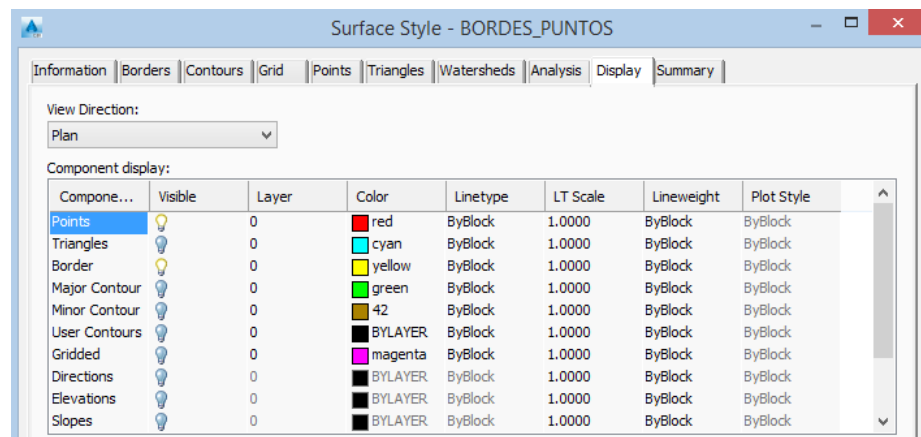 Surface Style - BORDES_PUNTOS
Information Borders Contours Grid Points Triangles Watersheds Analysis Display Summary
View Direction:
Plan
Component display:
Compone... Visible Layer Color Linetype LT Scale Lineweight Plot Style
Points 0 red ByBlock 1.0000 ByBlock ByBlock
Triangles 0 cyan ByBlock 1.0000 ByBlock ByBlock
Border 0 yellow ByBlock 1.0000 ByBlock ByBlock
Major Contour 0 green ByBlock 1.0000 ByBlock ByBlock
Minor Contour 0 42 ByBlock 1.0000 ByBlock ByBlock
User Contours 0 BYLAYER ByBlock 1.0000 ByBlock ByBlock
Gridded 0 magenta ByBlock 1.0000 ByBlock ByBlock
Directions 0 BYLAYER ByBlock 1.0000 ByBlock ByBlock
Elevations 0 BYLAYER ByBlock 1.0000 ByBlock ByBlock
Slopes 0 BYLAYER ByBlock 1.0000 ByBlock ByBlock